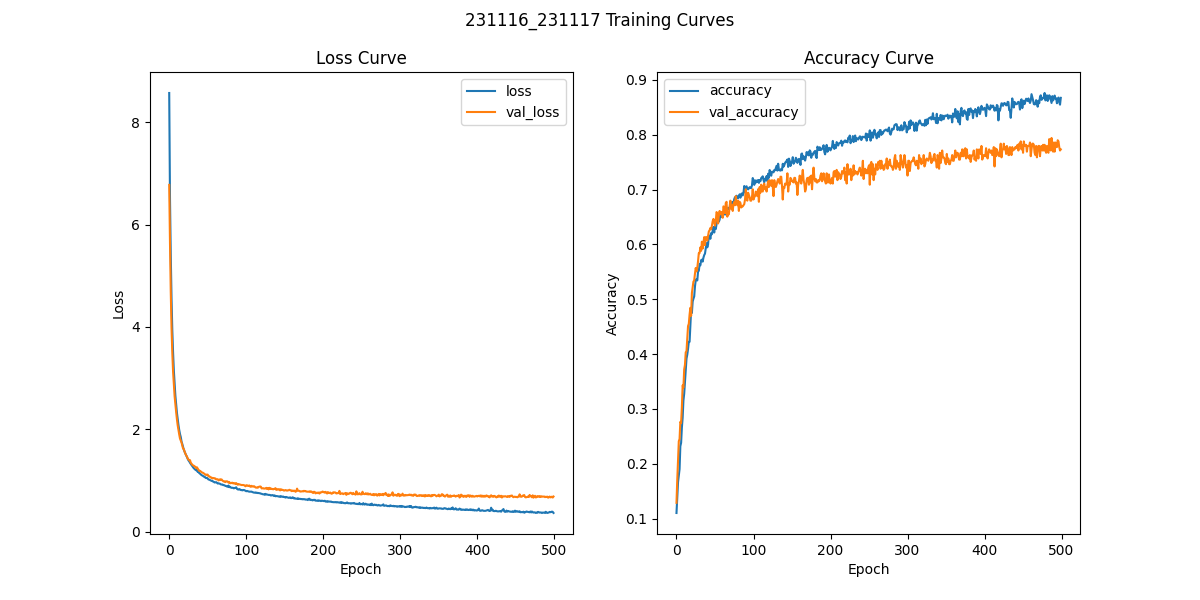 231116_231117 Training Curves
Loss Curve
loss
val_loss
8
6
4
2
0
Loss
0 100 200 300 400 500
Epoch
Accuracy Curve
accuracy
val_accuracy
0.9
0.8
0.7
0.6
0.5
0.4
0.3
0.2
0.1
Accuracy
0 100 200 300 400 500
Epoch